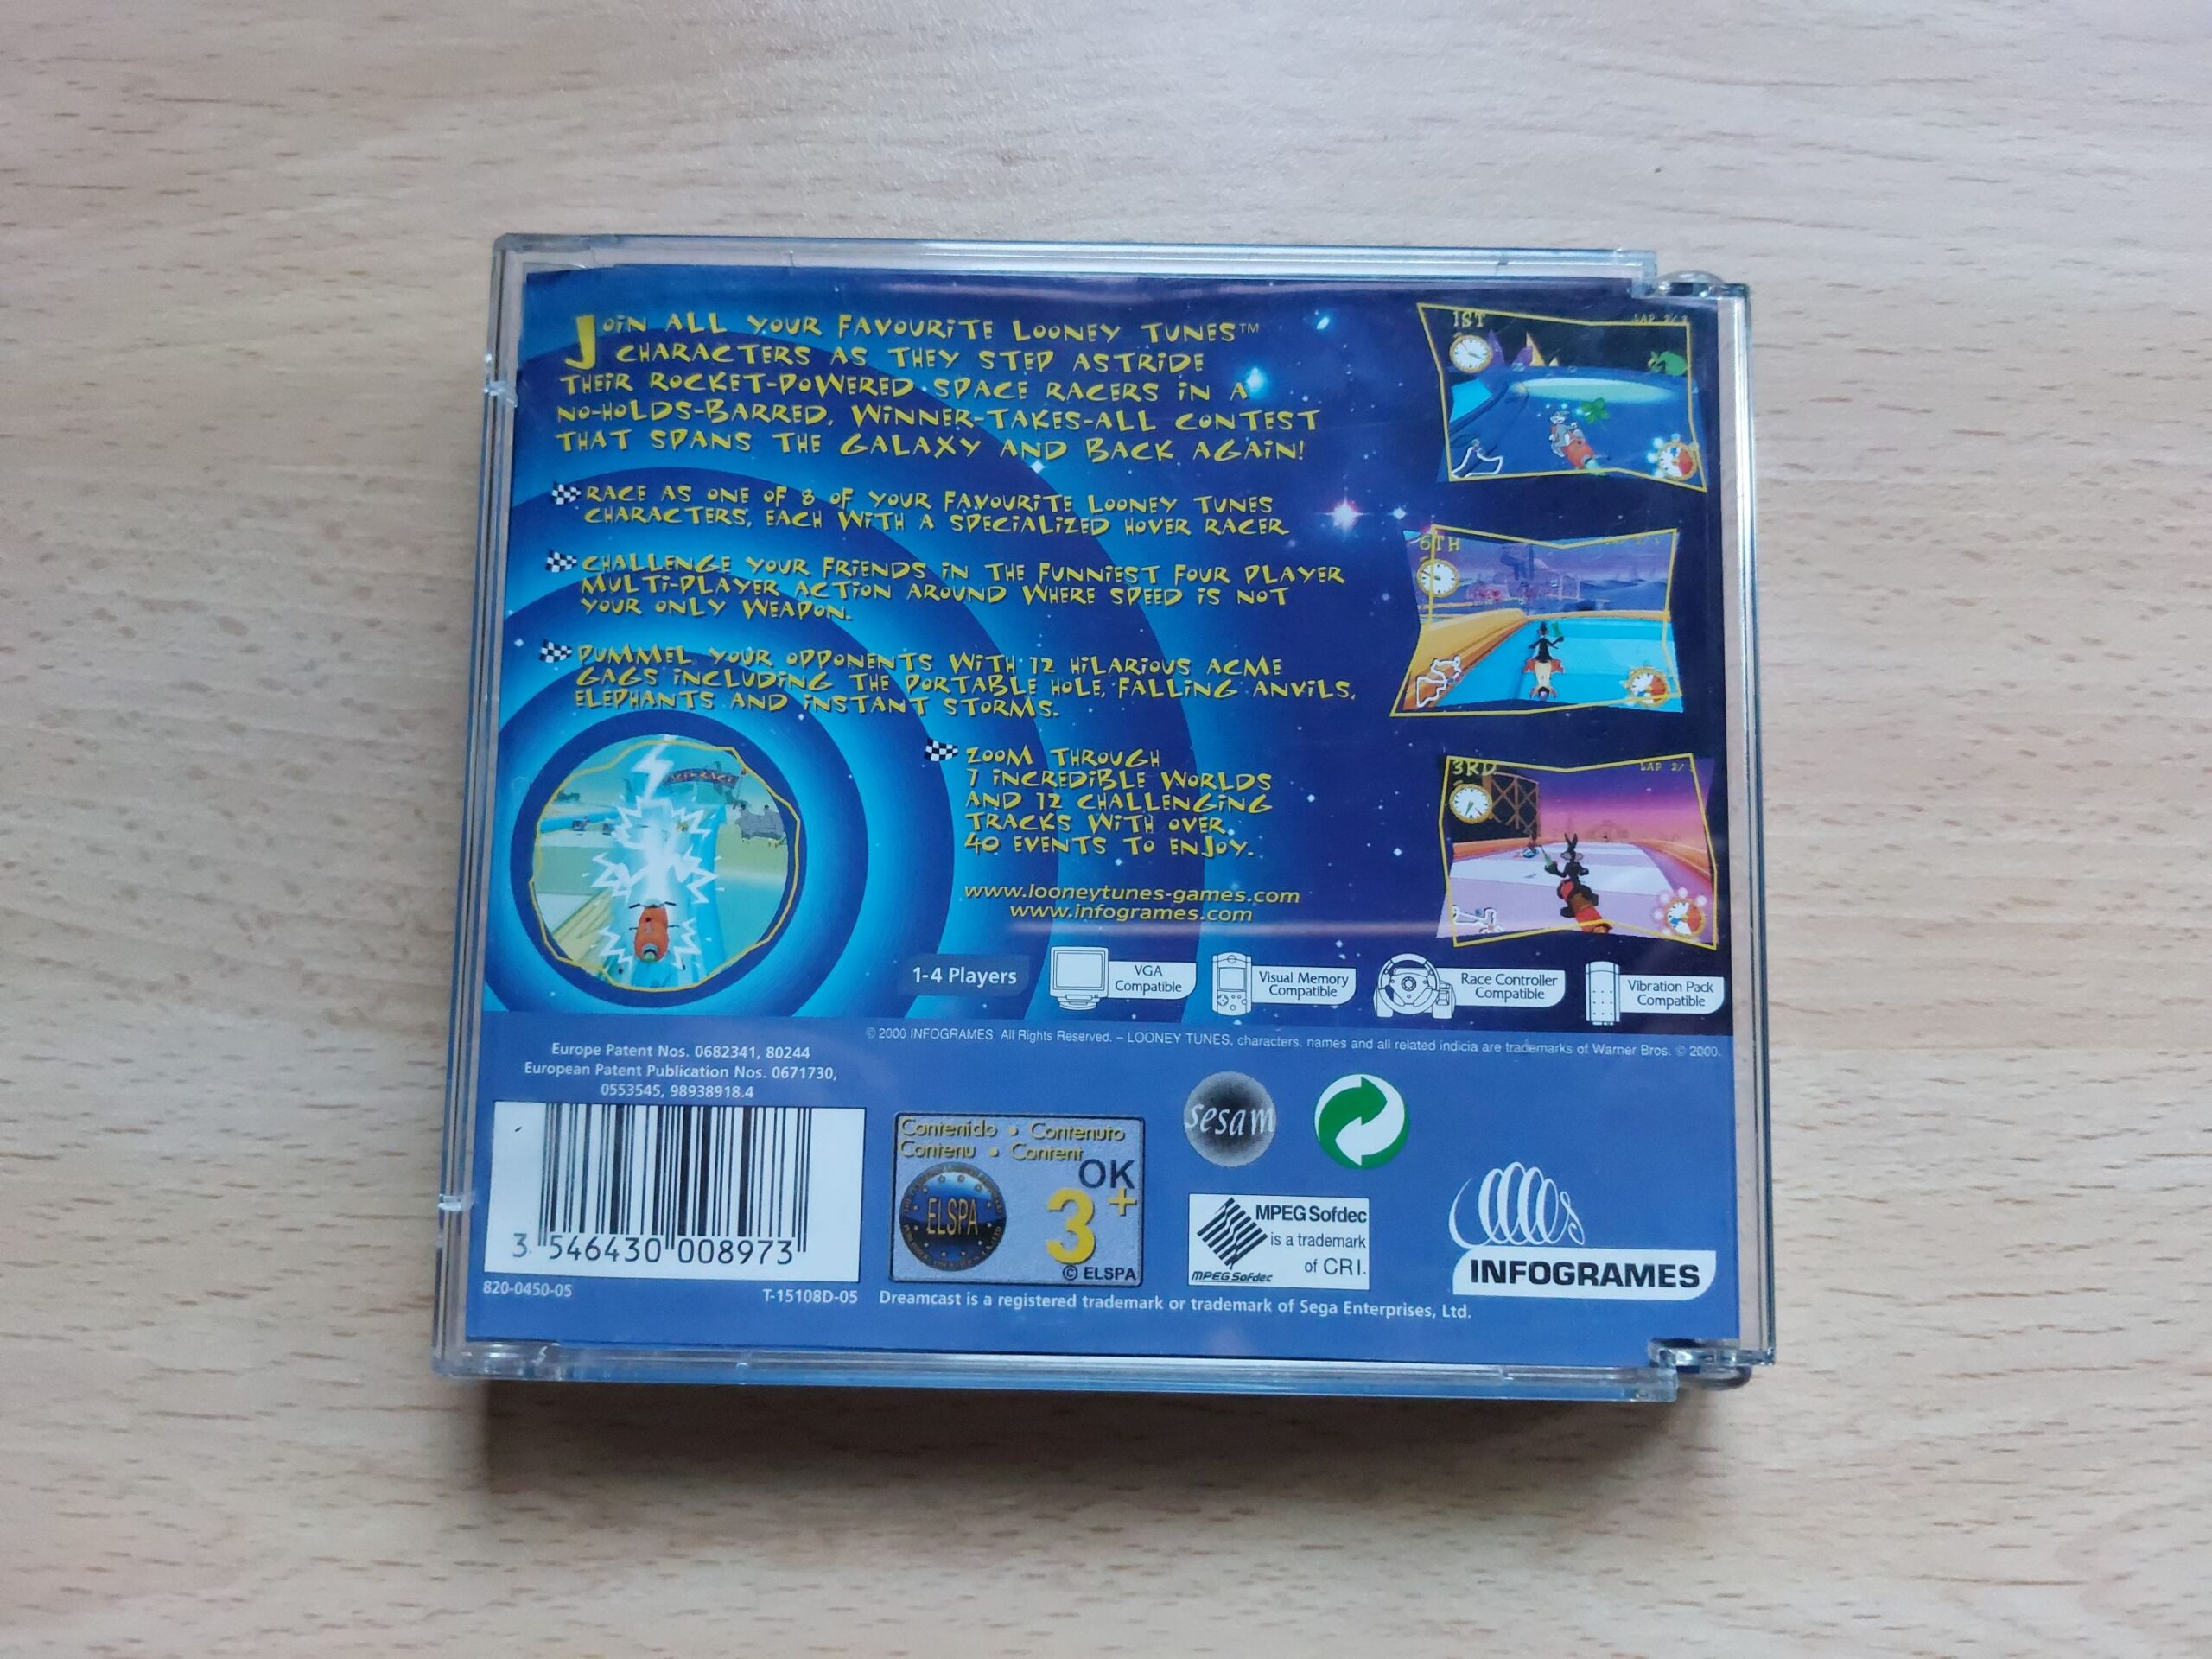 JOIN ALL YOUR FAVOURITE LOONEY TUNES™
CHARACTERS AS THEY STEP ASTRIDE
THEIR ROCKET-POWERED SPACE RACERS IN A
NO-HOLDS-BARRED, WINNER-TAKES-ALL CONTEST
THAT SPANS THE GALAXY AND BACK AGAIN!
RACE AS ONE OF 8 OF YOUR FAVOURITE LOONEY TUNES
CHARACTERS, EACH WITH A SPECIALIZED HOVER RACER
CHALLENGE YOUR FRIENDS IN THE FUNNIEST FOUR PLAYER
MULTI-PLAYER ACTION AROUND WHERE SPEED IS NOT
YOUR ONLY WEAPON.
PUMMEL YOUR OPPONENTS WITH 12 HILARIOUS ACME
GAGS INCLUDING THE PORTABLE HOLE, FALLING ANVILS,
ELEPHANTS AND INSTANT STORMS.
ZOOM THROUGH
7 INCREDIBLE WORLDS
AND 12 CHALLENGING
TRACKS WITH OVER
40 EVENTS TO ENJOY.
www.looneytunes-games.com
www.infogrames.com
1ST
LAP 2/3
6TH
3RD
LAP 2/
1-4 Players
VGA
Compatible
Visual Memory
Compatible
Race Controller
Compatible
Vibration Pack
Compatible
© 2000 INFOGRAMES. All Rights Reserved. – LOONEY TUNES, characters, names and all related indicia are trademarks of Warner Bros. © 2000.
Europe Patent Nos. 0682341, 80244
European Patent Publication Nos. 0671730,
0553545, 98938918.4
3 546430 008973
820-0450-05
T-15108D-05
Contenido • Contenuto
Contenu • Content
OK
ELSPA
3+
© ELSPA
sesam
MPEG Sofdec
is a trademark
of CRI.
MPEG Sofdec
INFOGRAMES
Dreamcast is a registered trademark or trademark of Sega Enterprises, Ltd.